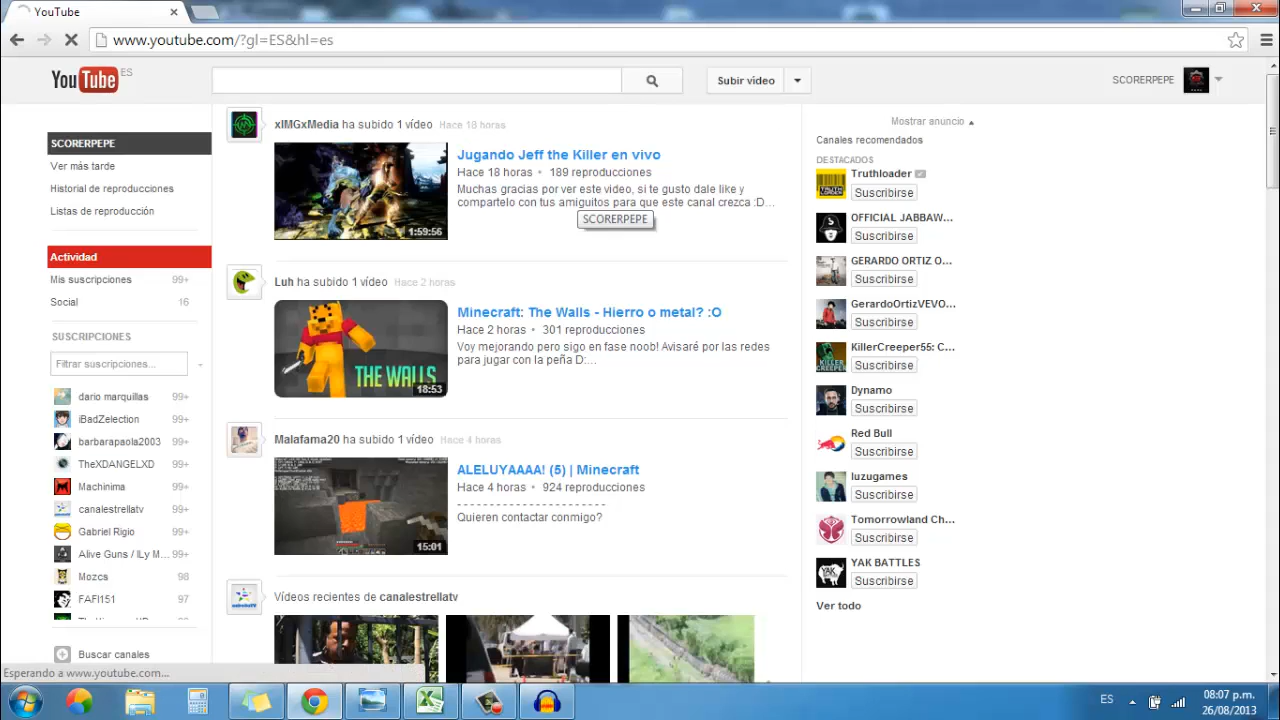 YouTube
www.youtube.com/?gl=ES&hl=es
YouTube ES
Subir vídeo
SCORERPEPE
SCORERPEPE
Ver más tarde
Historial de reproducciones
Listas de reproducción
Actividad
Mis suscripciones 99+
Social 16
SUSCRIPCIONES
Filtrar suscripciones...
dario marquillas 99+
iBadZelection 99+
barbarapaola2003 99+
TheXDANGELXD 99+
Machinima 99+
canalestrellatv 99+
Gabriel Rigio 99+
Alive Guns / ILy M... 99+
Mozcs 98
FAFI151 97
Buscar canales
xIMGxMedia ha subido 1 vídeo Hace 18 horas
Jugando Jeff the Killer en vivo
Hace 18 horas • 189 reproducciones
Muchas gracias por ver este video, si te gusto dale like y
compartelo con tus amiguitos para que este canal crezca :D...
SCORERPEPE
1:59:56
Luh ha subido 1 vídeo Hace 2 horas
Minecraft: The Walls - Hierro o metal? :O
Hace 2 horas • 301 reproducciones
Voy mejorando pero sigo en fase noob! Avisaré por las redes
para jugar con la peña D:...
THE WALLS
18:53
Malafama20 ha subido 1 vídeo Hace 4 horas
ALELUYAAAA! (5) | Minecraft
Hace 4 horas • 924 reproducciones
- - - - - - - - - - - - - - - - - - - - - - -
Quieren contactar conmigo?
15:01
Vídeos recientes de canalestrellatv
Mostrar anuncio
Canales recomendados
DESTACADOS
Truthloader
Suscribirse
OFFICIAL JABBAW...
Suscribirse
GERARDO ORTIZ O...
Suscribirse
GerardoOrtizVEVO...
Suscribirse
KillerCreeper55: C...
Suscribirse
Dynamo
Suscribirse
Red Bull
Suscribirse
luzugames
Suscribirse
Tomorrowland Ch...
Suscribirse
YAK BATTLES
Suscribirse
Ver todo
Esperando a www.youtube.com...
ES
08:07 p.m.
26/08/2013